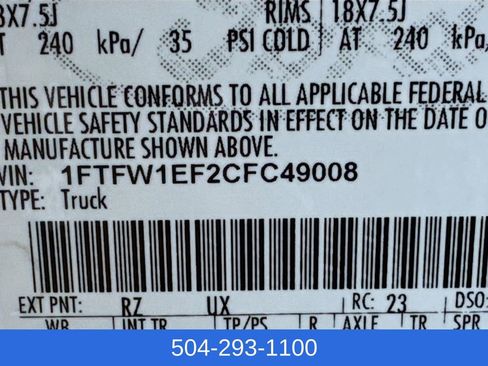 8X7.5J RIMS 18X7.5J
AT 240 kPa/ 35 PSI COLD AT 240 kPa/
THIS VEHICLE CONFORMS TO ALL APPLICABLE FEDERAL
VEHICLE SAFETY STANDARDS IN EFFECT ON THE DATE O
MANUFACTURE SHOWN ABOVE.
VIN: 1FTFW1EF2CFC49008
TYPE: Truck
EXT PNT: RZ UX RC: 23 DSO:
WB INT TR TP/PS R AXLE TR SPR
504-293-1100